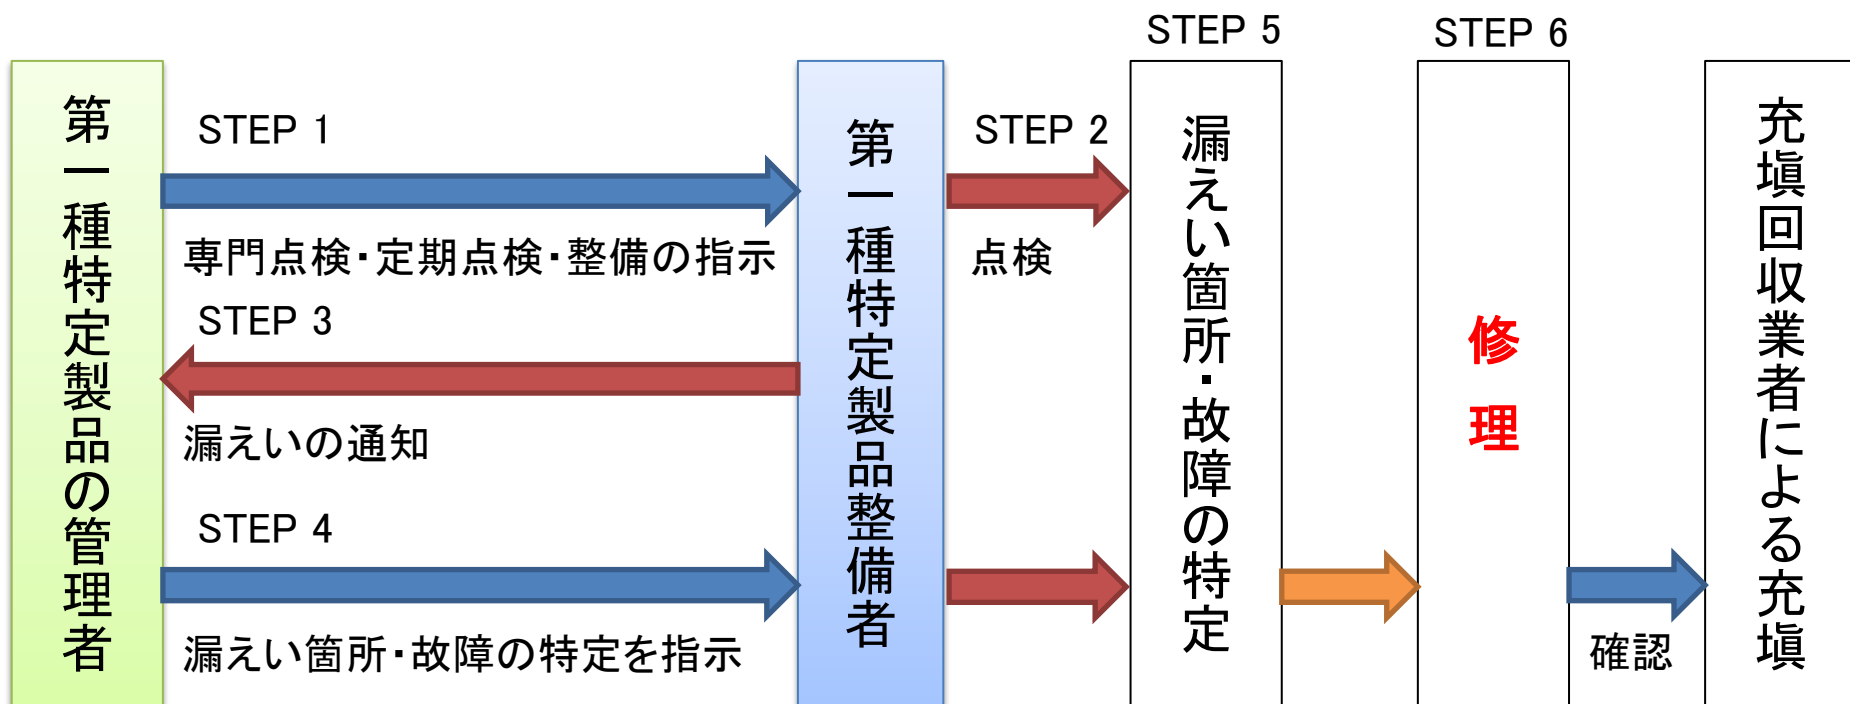 第一種特定製品の管理者
STEP 1
専門点検・定期点検・整備の指示
STEP 3
漏えいの通知
STEP 4
漏えい箇所・故障の特定を指示
第一種特定製品整備者
STEP 2
点検
STEP 5
漏えい箇所・故障の特定
STEP 6
修理
確認
充塡回収業者による充塡